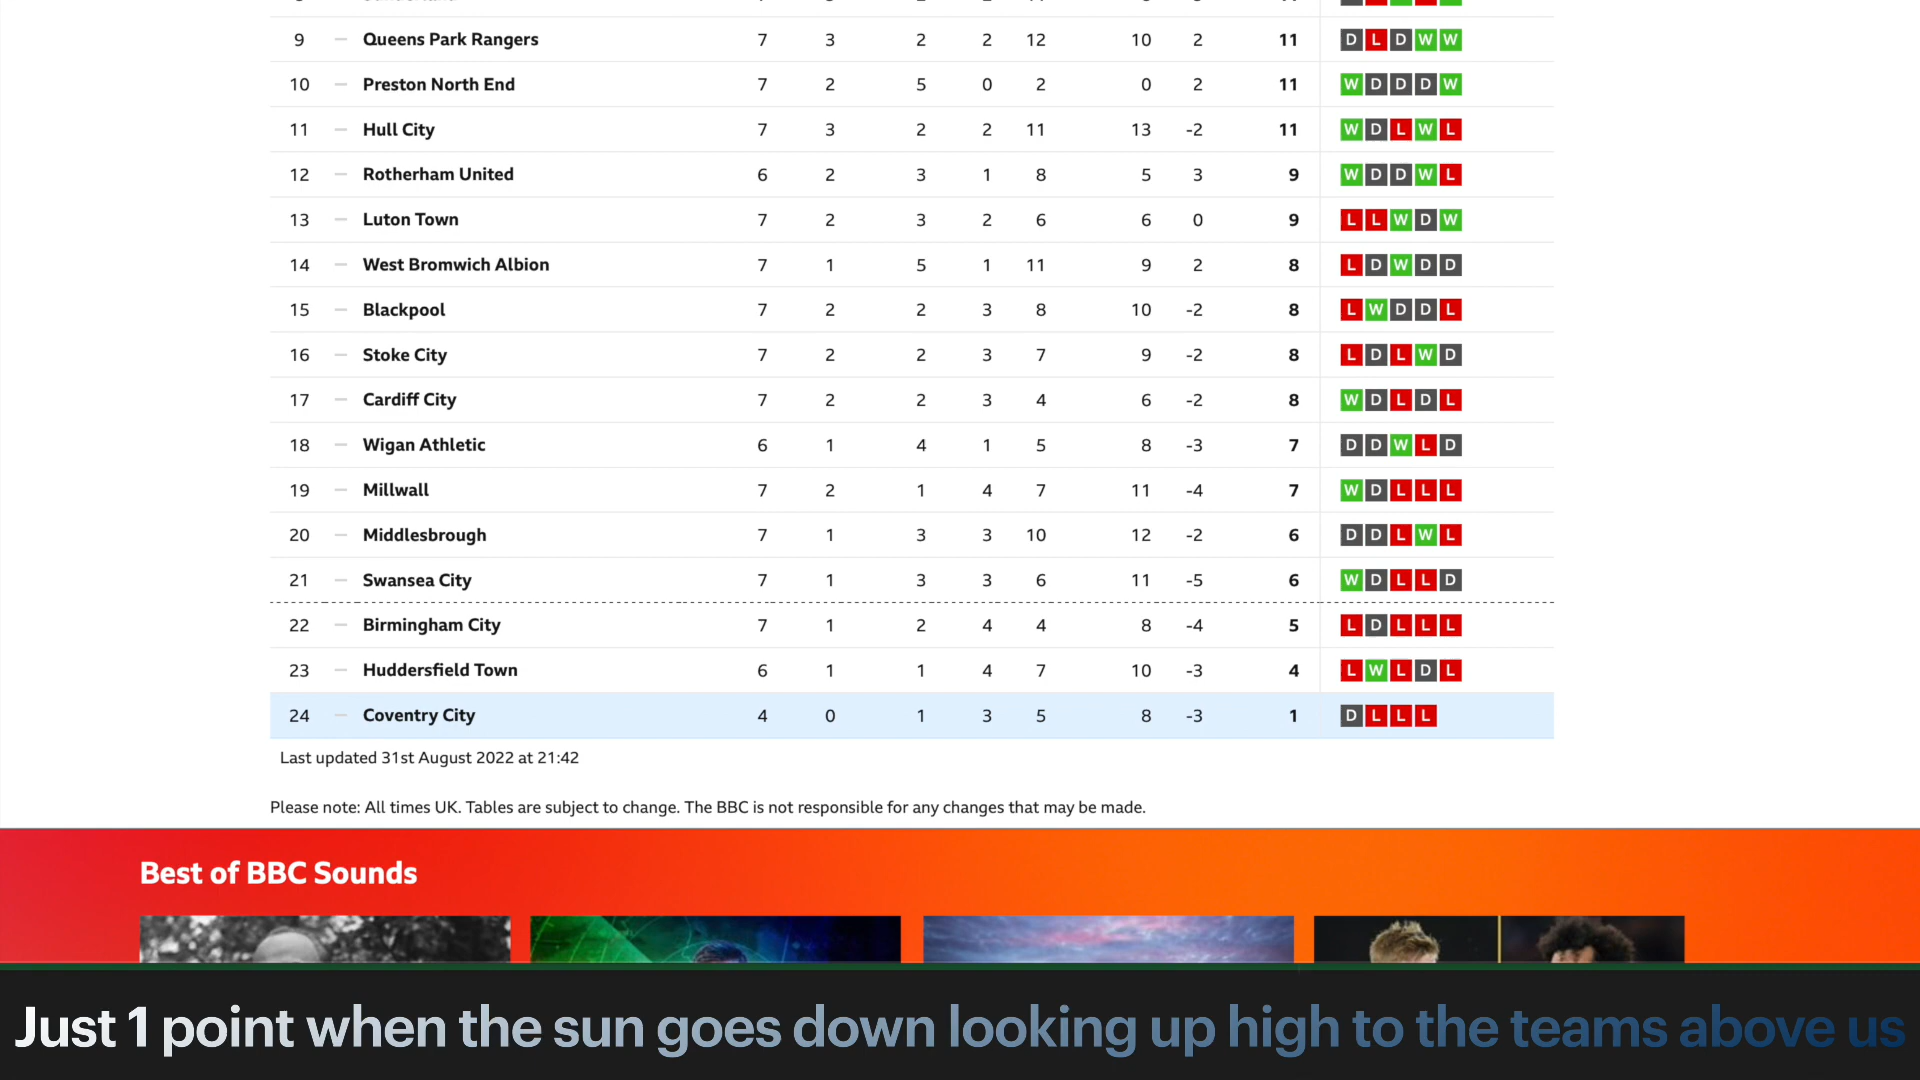 9 Queens Park Rangers 7 3 2 2 12 10 2 11 D L D W W
10 Preston North End 7 2 5 0 2 0 2 11 W D D D W
11 Hull City 7 3 2 2 11 13 -2 11 W D L W L
12 Rotherham United 6 2 3 1 8 5 3 9 W D D W L
13 Luton Town 7 2 3 2 6 6 0 9 L L W D W
14 West Bromwich Albion 7 1 5 1 11 9 2 8 L D W D D
15 Blackpool 7 2 2 3 8 10 -2 8 L W D D L
16 Stoke City 7 2 2 3 7 9 -2 8 L D L W D
17 Cardiff City 7 2 2 3 4 6 -2 8 W D L D L
18 Wigan Athletic 6 1 4 1 5 8 -3 7 D D W L D
19 Millwall 7 2 1 4 7 11 -4 7 W D L L L
20 Middlesbrough 7 1 3 3 10 12 -2 6 D D L W L
21 Swansea City 7 1 3 3 6 11 -5 6 W D L L D
22 Birmingham City 7 1 2 4 4 8 -4 5 L D L L L
23 Huddersfield Town 6 1 1 4 7 10 -3 4 L W L D L
24 Coventry City 4 0 1 3 5 8 -3 1 D L L L
Last updated 31st August 2022 at 21:42
Please note: All times UK. Tables are subject to change. The BBC is not responsible for any changes that may be made.
Best of BBC Sounds
Just 1 point when the sun goes down looking up high to the teams above us